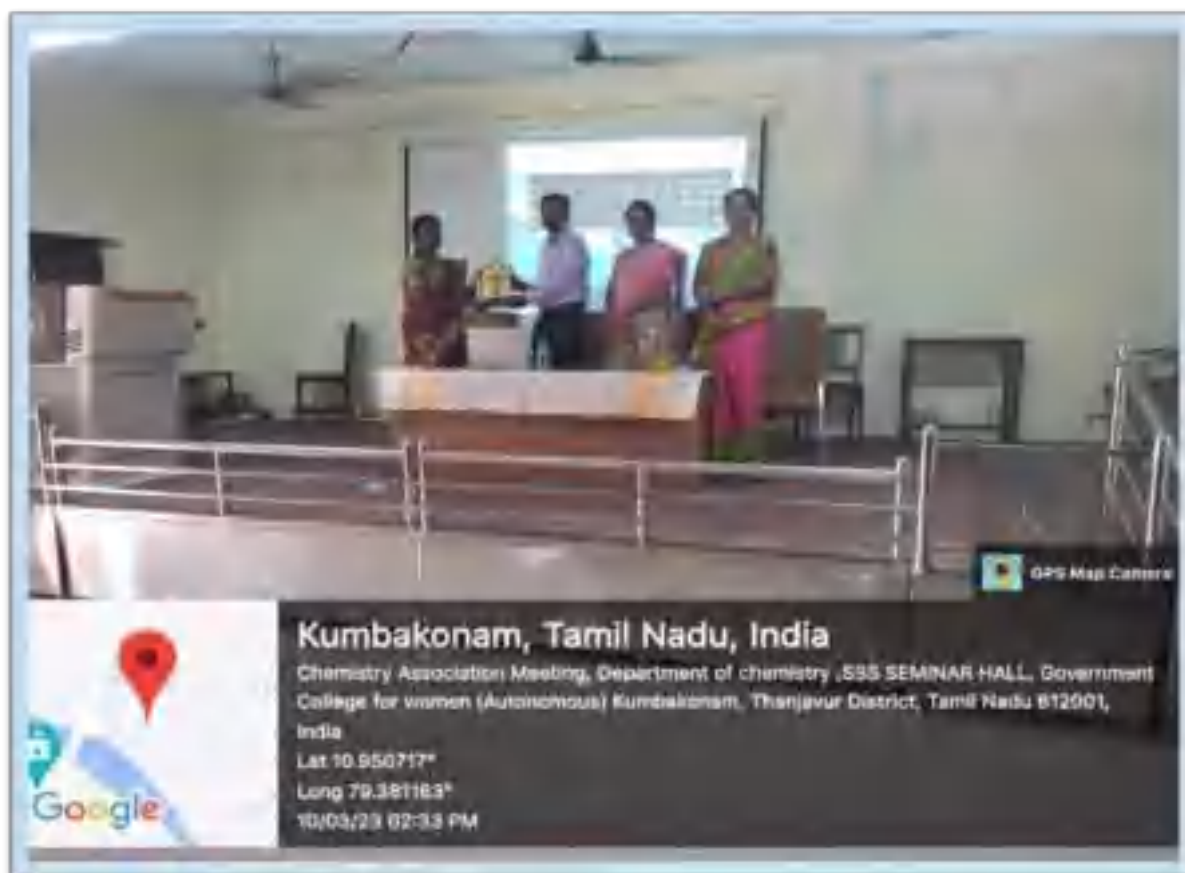 GPS Map Camera
Kumbakonam, Tamil Nadu, India
Chemistry Association Meeting, Department of chemistry ,SSS SEMINAR HALL, Government
College for women (Autonomous) Kumbakonam, Thanjavur District, Tamil Nadu 612001,
India
Lat 10.950717°
Long 79.381163°
10/03/23 02:33 PM
Google